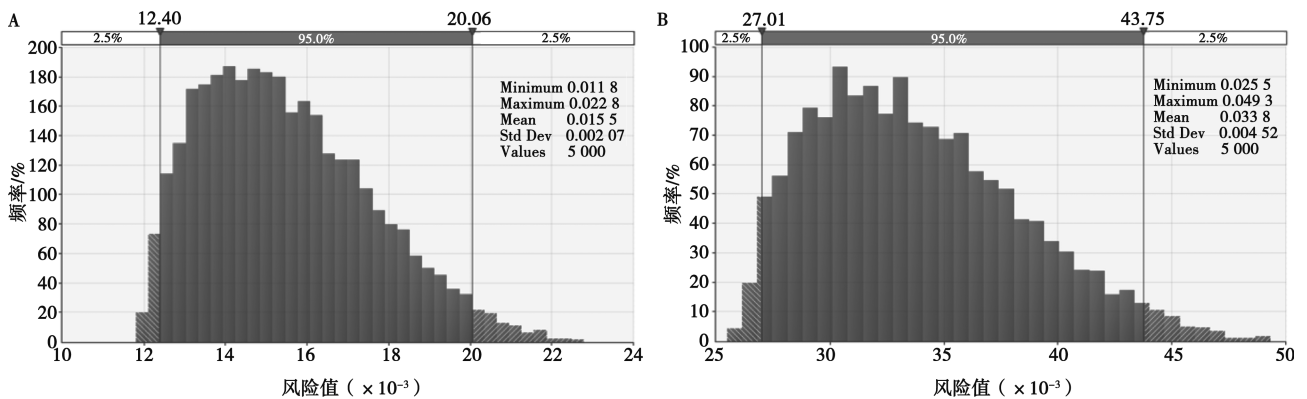 A
12.40 20.06
2.5% 95.0% 2.5%
200
180
160
140
120
100
80
60
40
20
0
频率/%
Minimum 0.011 8
Maximum 0.022 8
Mean 0.015 5
Std Dev 0.002 07
Values 5 000
10 12 14 16 18 20 22 24
风险值（×10⁻³）
B
27.01 43.75
2.5% 95.0% 2.5%
100
90
80
70
60
50
40
30
20
10
0
频率/%
Minimum 0.025 5
Maximum 0.049 3
Mean 0.033 8
Std Dev 0.004 52
Values 5 000
25 30 35 40 45 50
风险值（×10⁻³）